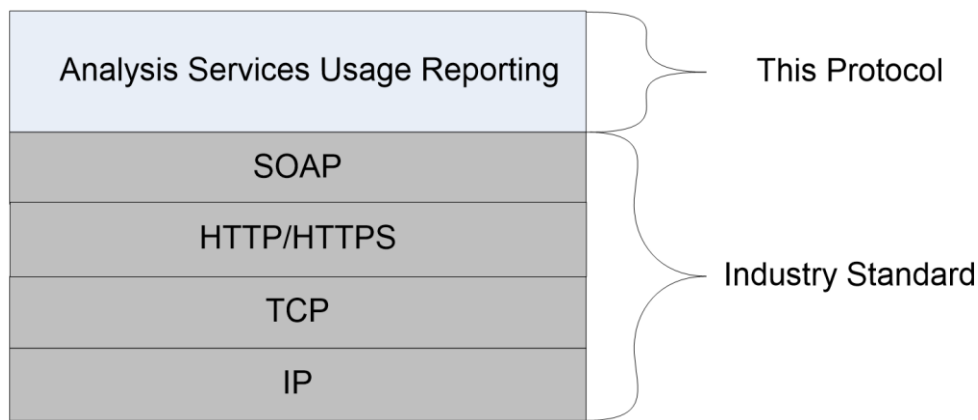 Analysis Services Usage Reporting
This Protocol
SOAP
HTTP/HTTPS
TCP
IP
Industry Standard